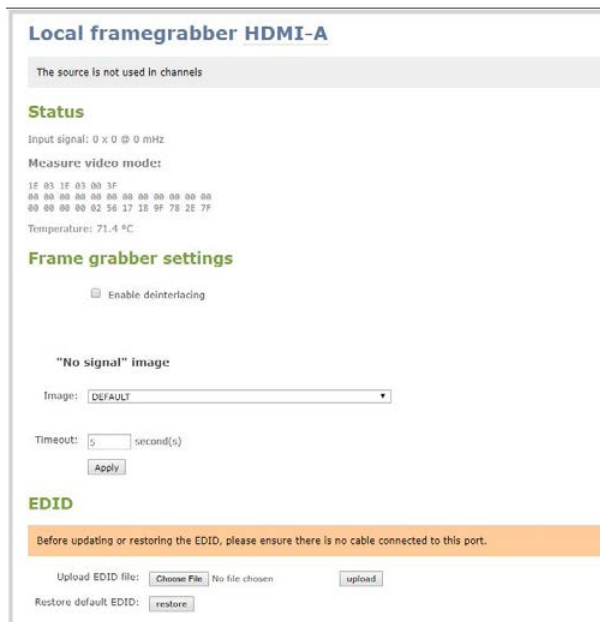 Local framegrabber HDMI-A
The source is not used in channels
Status
Input signal: 0 x 0 @ 0 mHz
Measure video mode:
1E 03 1E 03 00 3F
00 00 00 00 00 00 00 00 00 00 00 00
00 00 00 00 02 56 17 18 9F 78 2E 7F
Temperature: 71.4 ºC
Frame grabber settings
Enable deinterlacing
"No signal" image
Image: DEFAULT
Timeout: 5 second(s)
Apply
EDID
Before updating or restoring the EDID, please ensure there is no cable connected to this port.
Upload EDID file: Choose File No file chosen upload
Restore default EDID: restore